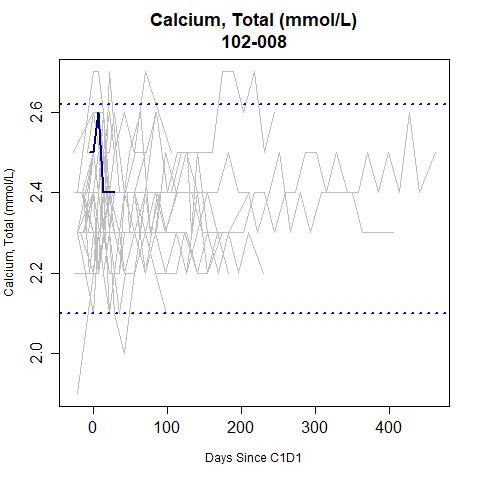 Calcium, Total (mmol/L)
102-008
Calcium, Total (mmol/L)
2.6
2.4
2.2
2.0
0 100 200 300 400
Days Since C1D1